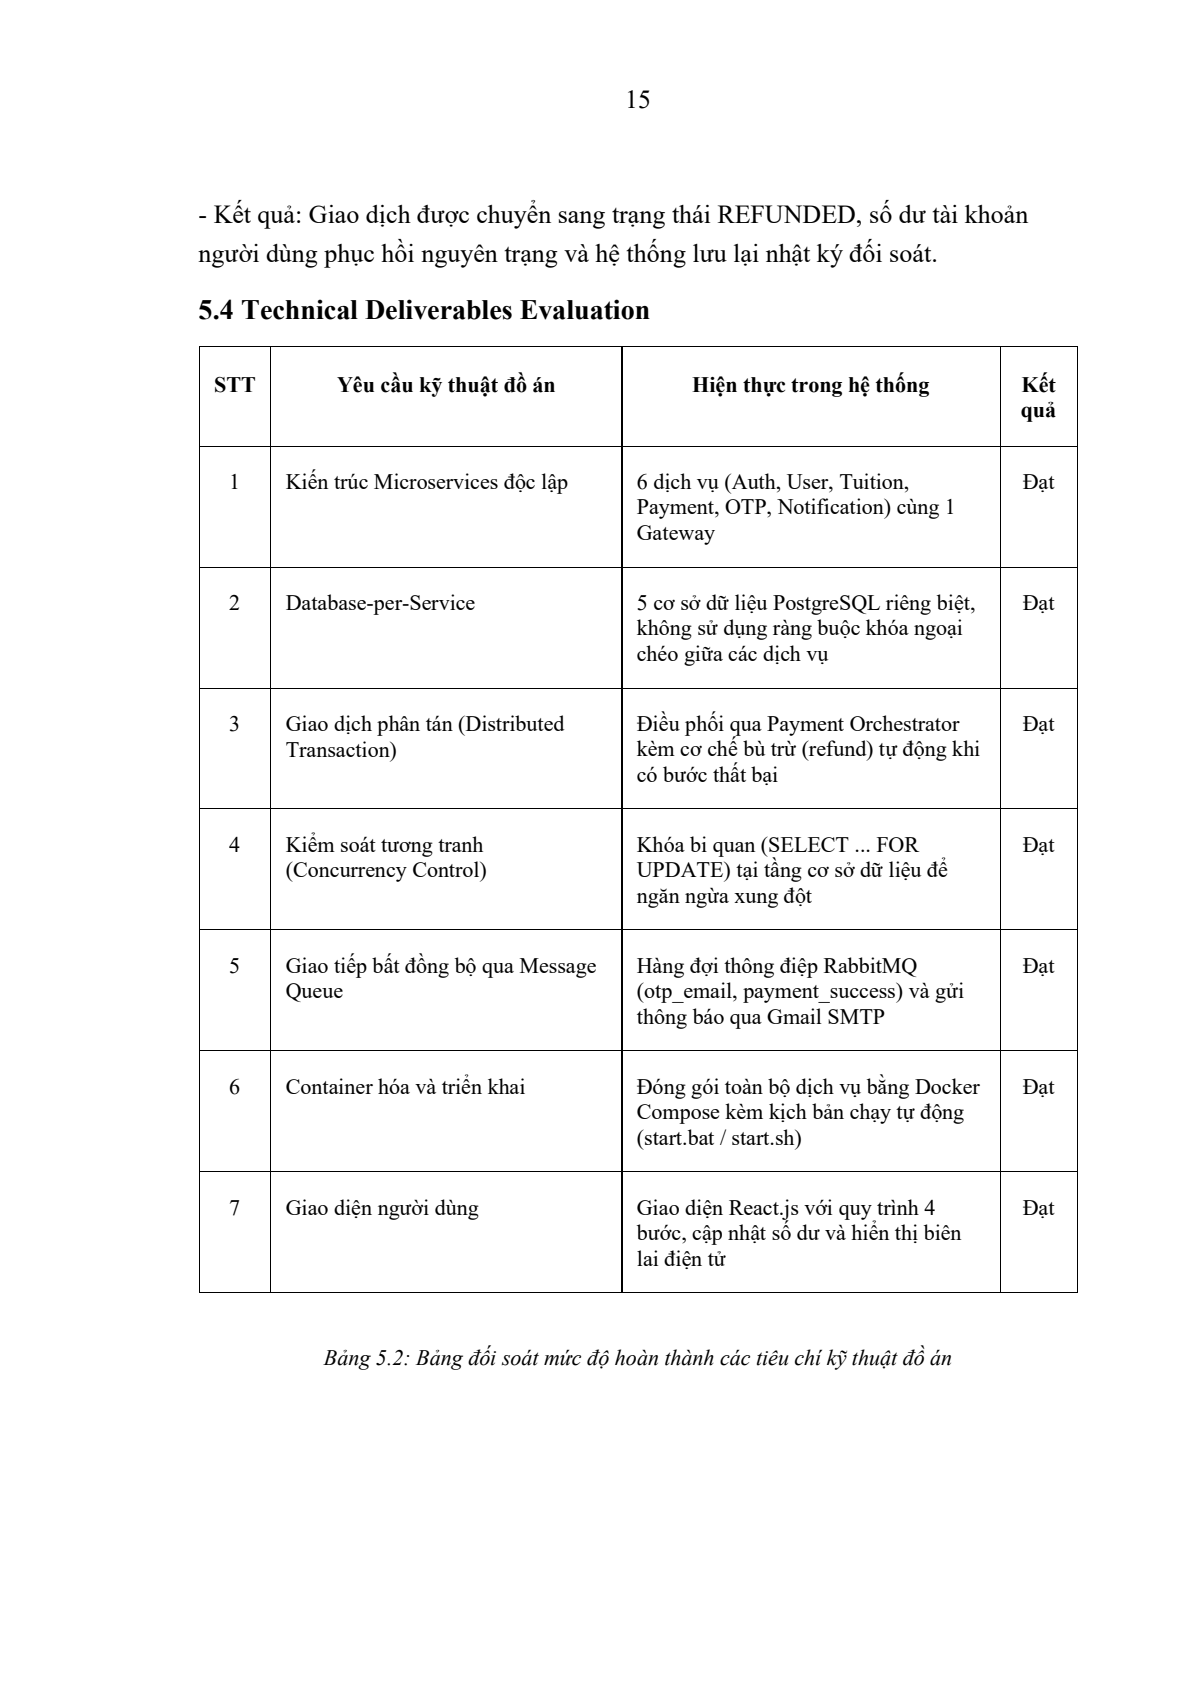 15
- Kết quả: Giao dịch được chuyển sang trạng thái REFUNDED, số dư tài khoản
người dùng phục hồi nguyên trạng và hệ thống lưu lại nhật ký đối soát.
5.4 Technical Deliverables Evaluation
STT
Yêu cầu kỹ thuật đồ án
Hiện thực trong hệ thống
Kết
quả
1
Kiến trúc Microservices độc lập
6 dịch vụ (Auth, User, Tuition,
Payment, OTP, Notification) cùng 1
Gateway
Đạt
2
Database-per-Service
5 cơ sở dữ liệu PostgreSQL riêng biệt,
không sử dụng ràng buộc khóa ngoại
chéo giữa các dịch vụ
Đạt
3
Giao dịch phân tán (Distributed
Transaction)
Điều phối qua Payment Orchestrator
kèm cơ chế bù trừ (refund) tự động khi
có bước thất bại
Đạt
4
Kiểm soát tương tranh
(Concurrency Control)
Khóa bi quan (SELECT ... FOR
UPDATE) tại tầng cơ sở dữ liệu để
ngăn ngừa xung đột
Đạt
5
Giao tiếp bất đồng bộ qua Message
Queue
Hàng đợi thông điệp RabbitMQ
(otp_email, payment_success) và gửi
thông báo qua Gmail SMTP
Đạt
6
Container hóa và triển khai
Đóng gói toàn bộ dịch vụ bằng Docker
Compose kèm kịch bản chạy tự động
(start.bat / start.sh)
Đạt
7
Giao diện người dùng
Giao diện React.js với quy trình 4
bước, cập nhật số dư và hiển thị biên
lai điện tử
Đạt
Bảng 5.2: Bảng đối soát mức độ hoàn thành các tiêu chí kỹ thuật đồ án